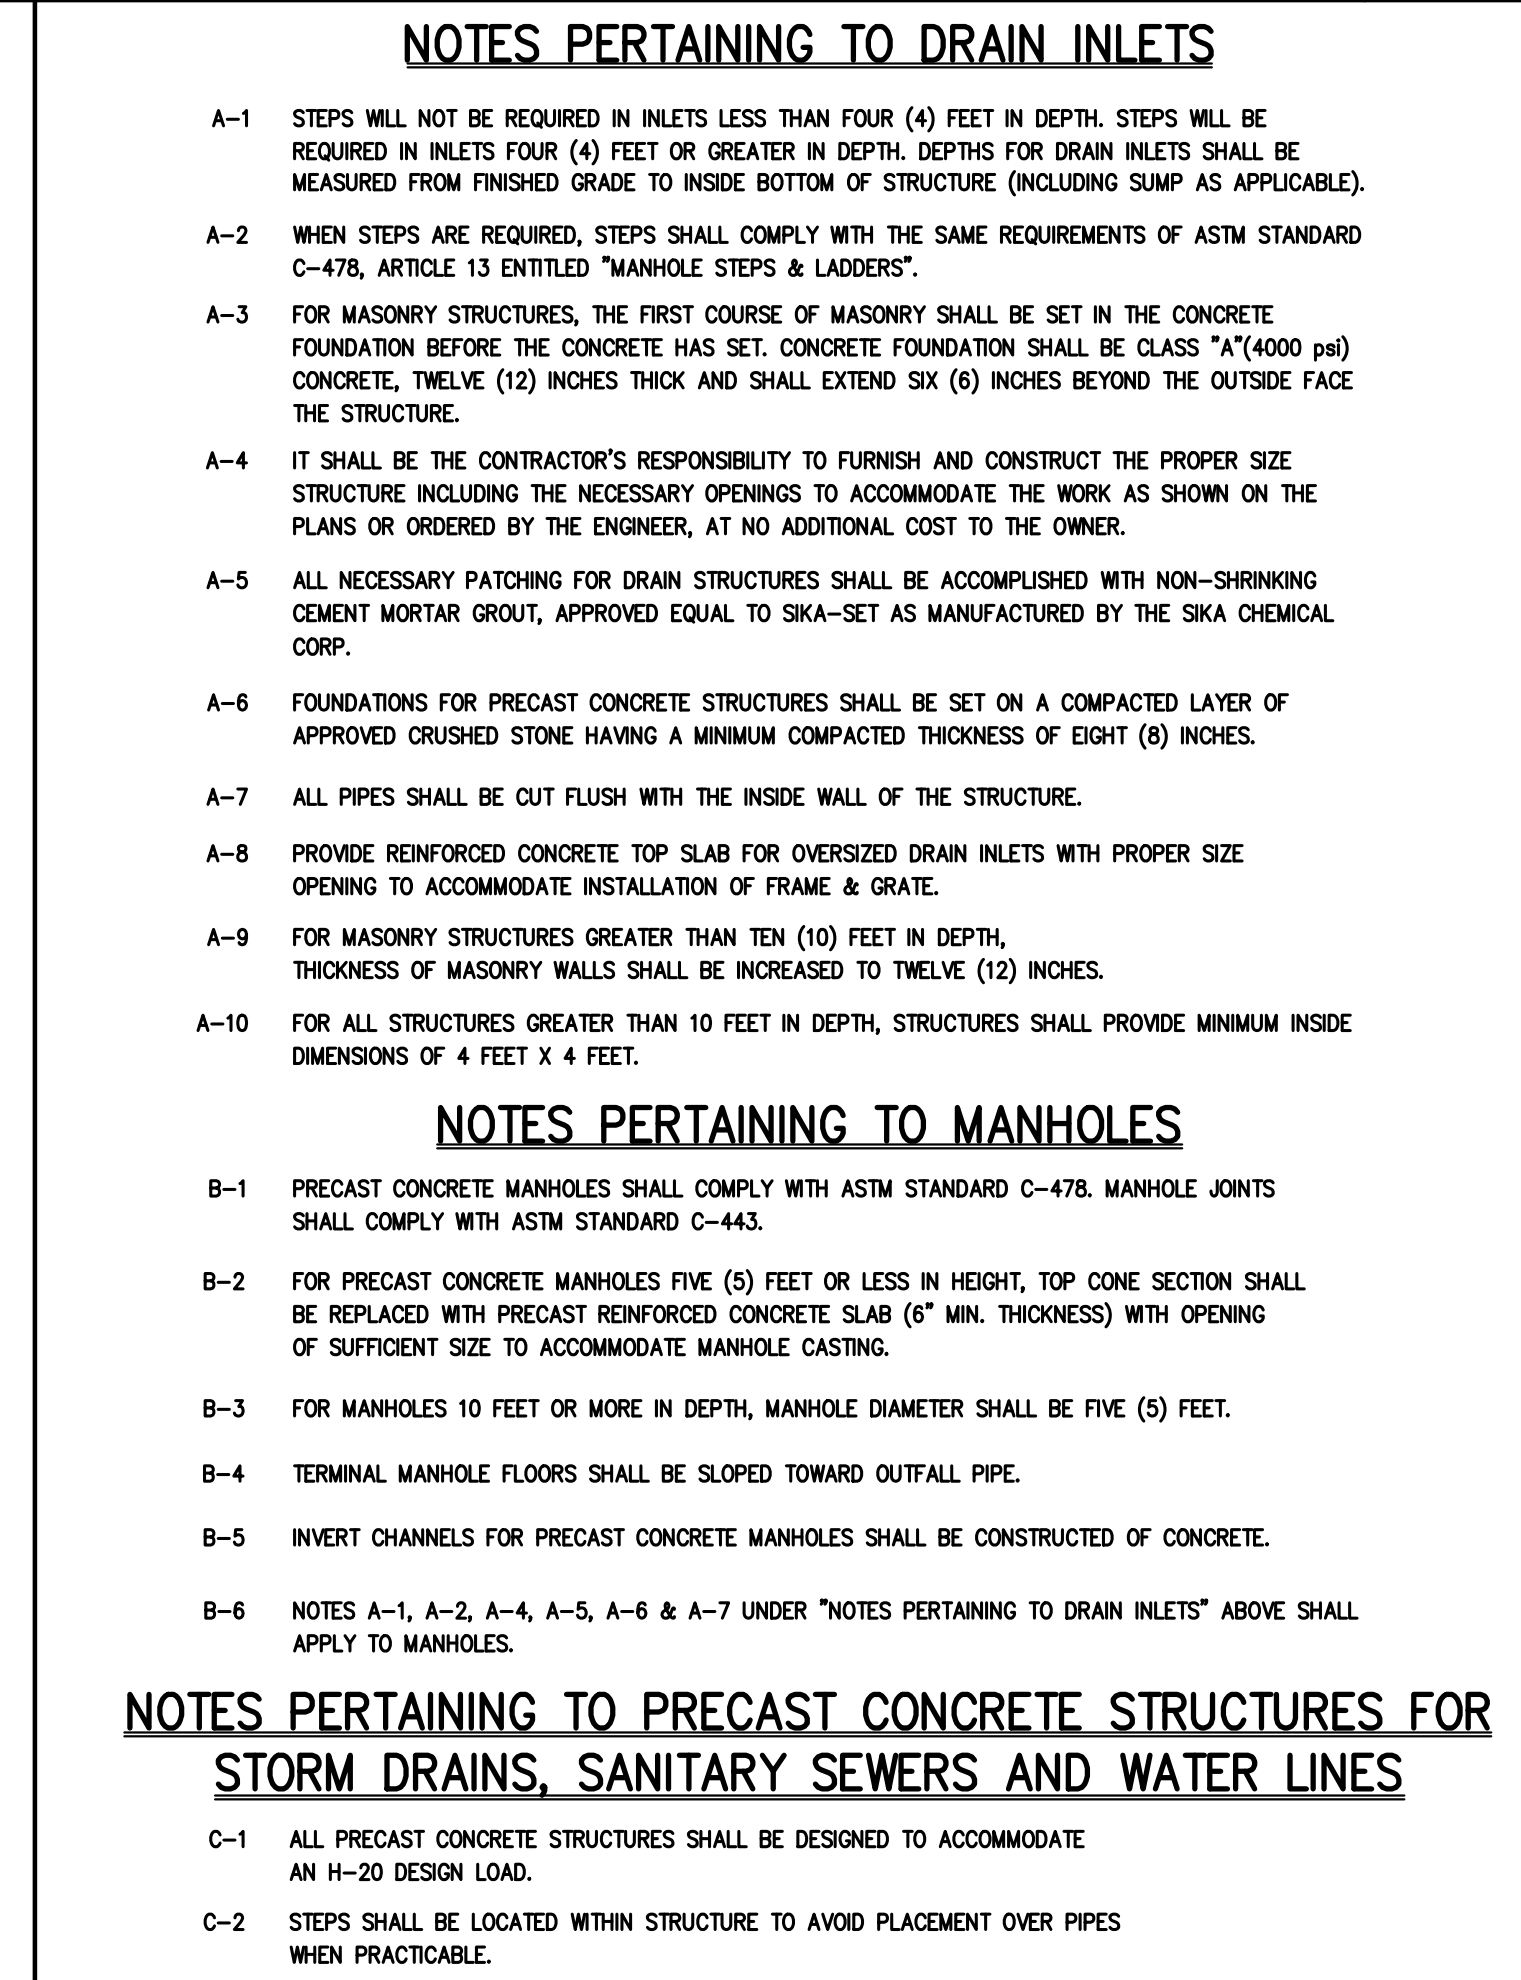 NOTES PERTAINING TO DRAIN INLETS
A-1 STEPS WILL NOT BE REQUIRED IN INLETS LESS THAN FOUR (4) FEET IN DEPTH. STEPS WILL BE
REQUIRED IN INLETS FOUR (4) FEET OR GREATER IN DEPTH. DEPTHS FOR DRAIN INLETS SHALL BE
MEASURED FROM FINISHED GRADE TO INSIDE BOTTOM OF STRUCTURE (INCLUDING SUMP AS APPLICABLE).
A-2 WHEN STEPS ARE REQUIRED, STEPS SHALL COMPLY WITH THE SAME REQUIREMENTS OF ASTM STANDARD
C-478, ARTICLE 13 ENTITLED "MANHOLE STEPS & LADDERS".
A-3 FOR MASONRY STRUCTURES, THE FIRST COURSE OF MASONRY SHALL BE SET IN THE CONCRETE
FOUNDATION BEFORE THE CONCRETE HAS SET. CONCRETE FOUNDATION SHALL BE CLASS "A"(4000 psi)
CONCRETE, TWELVE (12) INCHES THICK AND SHALL EXTEND SIX (6) INCHES BEYOND THE OUTSIDE FACE
THE STRUCTURE.
A-4 IT SHALL BE THE CONTRACTOR'S RESPONSIBILITY TO FURNISH AND CONSTRUCT THE PROPER SIZE
STRUCTURE INCLUDING THE NECESSARY OPENINGS TO ACCOMMODATE THE WORK AS SHOWN ON THE
PLANS OR ORDERED BY THE ENGINEER, AT NO ADDITIONAL COST TO THE OWNER.
A-5 ALL NECESSARY PATCHING FOR DRAIN STRUCTURES SHALL BE ACCOMPLISHED WITH NON-SHRINKING
CEMENT MORTAR GROUT, APPROVED EQUAL TO SIKA-SET AS MANUFACTURED BY THE SIKA CHEMICAL
CORP.
A-6 FOUNDATIONS FOR PRECAST CONCRETE STRUCTURES SHALL BE SET ON A COMPACTED LAYER OF
APPROVED CRUSHED STONE HAVING A MINIMUM COMPACTED THICKNESS OF EIGHT (8) INCHES.
A-7 ALL PIPES SHALL BE CUT FLUSH WITH THE INSIDE WALL OF THE STRUCTURE.
A-8 PROVIDE REINFORCED CONCRETE TOP SLAB FOR OVERSIZED DRAIN INLETS WITH PROPER SIZE
OPENING TO ACCOMMODATE INSTALLATION OF FRAME & GRATE.
A-9 FOR MASONRY STRUCTURES GREATER THAN TEN (10) FEET IN DEPTH,
THICKNESS OF MASONRY WALLS SHALL BE INCREASED TO TWELVE (12) INCHES.
A-10 FOR ALL STRUCTURES GREATER THAN 10 FEET IN DEPTH, STRUCTURES SHALL PROVIDE MINIMUM INSIDE
DIMENSIONS OF 4 FEET X 4 FEET.
NOTES PERTAINING TO MANHOLES
B-1 PRECAST CONCRETE MANHOLES SHALL COMPLY WITH ASTM STANDARD C-478. MANHOLE JOINTS
SHALL COMPLY WITH ASTM STANDARD C-443.
B-2 FOR PRECAST CONCRETE MANHOLES FIVE (5) FEET OR LESS IN HEIGHT, TOP CONE SECTION SHALL
BE REPLACED WITH PRECAST REINFORCED CONCRETE SLAB (6" MIN. THICKNESS) WITH OPENING
OF SUFFICIENT SIZE TO ACCOMMODATE MANHOLE CASTING.
B-3 FOR MANHOLES 10 FEET OR MORE IN DEPTH, MANHOLE DIAMETER SHALL BE FIVE (5) FEET.
B-4 TERMINAL MANHOLE FLOORS SHALL BE SLOPED TOWARD OUTFALL PIPE.
B-5 INVERT CHANNELS FOR PRECAST CONCRETE MANHOLES SHALL BE CONSTRUCTED OF CONCRETE.
B-6 NOTES A-1, A-2, A-4, A-5, A-6 & A-7 UNDER "NOTES PERTAINING TO DRAIN INLETS" ABOVE SHALL
APPLY TO MANHOLES.
NOTES PERTAINING TO PRECAST CONCRETE STRUCTURES FOR
STORM DRAINS, SANITARY SEWERS AND WATER LINES
C-1 ALL PRECAST CONCRETE STRUCTURES SHALL BE DESIGNED TO ACCOMMODATE
AN H-20 DESIGN LOAD.
C-2 STEPS SHALL BE LOCATED WITHIN STRUCTURE TO AVOID PLACEMENT OVER PIPES
WHEN PRACTICABLE.